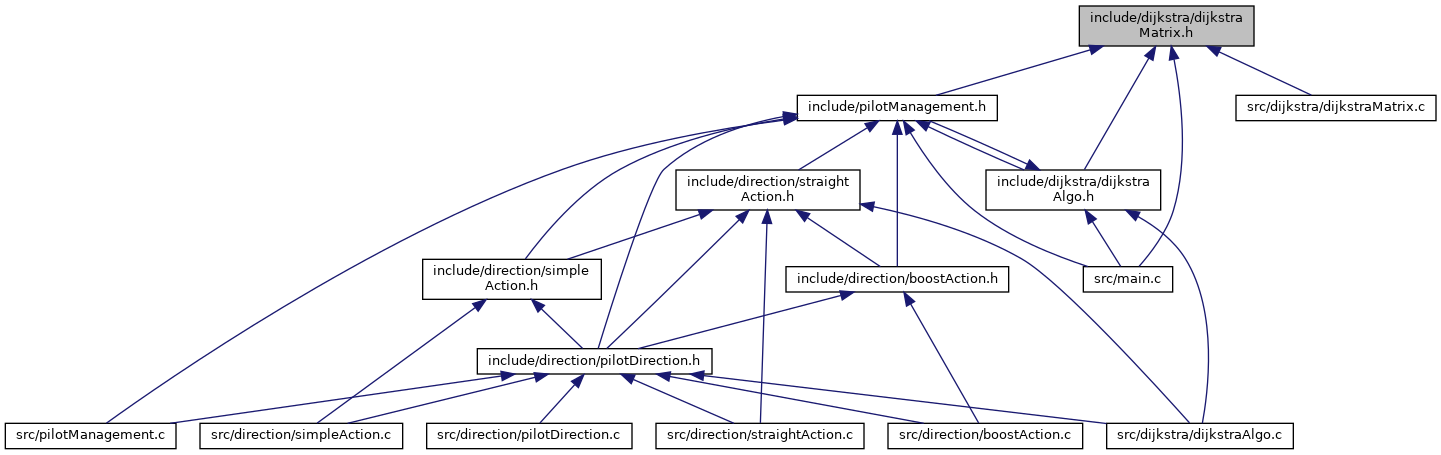 include/dijkstra/dijkstra
Matrix.h
include/pilotManagement.h
src/dijkstra/dijkstraMatrix.c
include/direction/straight
Action.h
include/dijkstra/dijkstra
Algo.h
include/direction/simple
Action.h
include/direction/boostAction.h
src/main.c
include/direction/pilotDirection.h
src/pilotManagement.c
src/direction/simpleAction.c
src/direction/pilotDirection.c
src/direction/straightAction.c
src/direction/boostAction.c
src/dijkstra/dijkstraAlgo.c